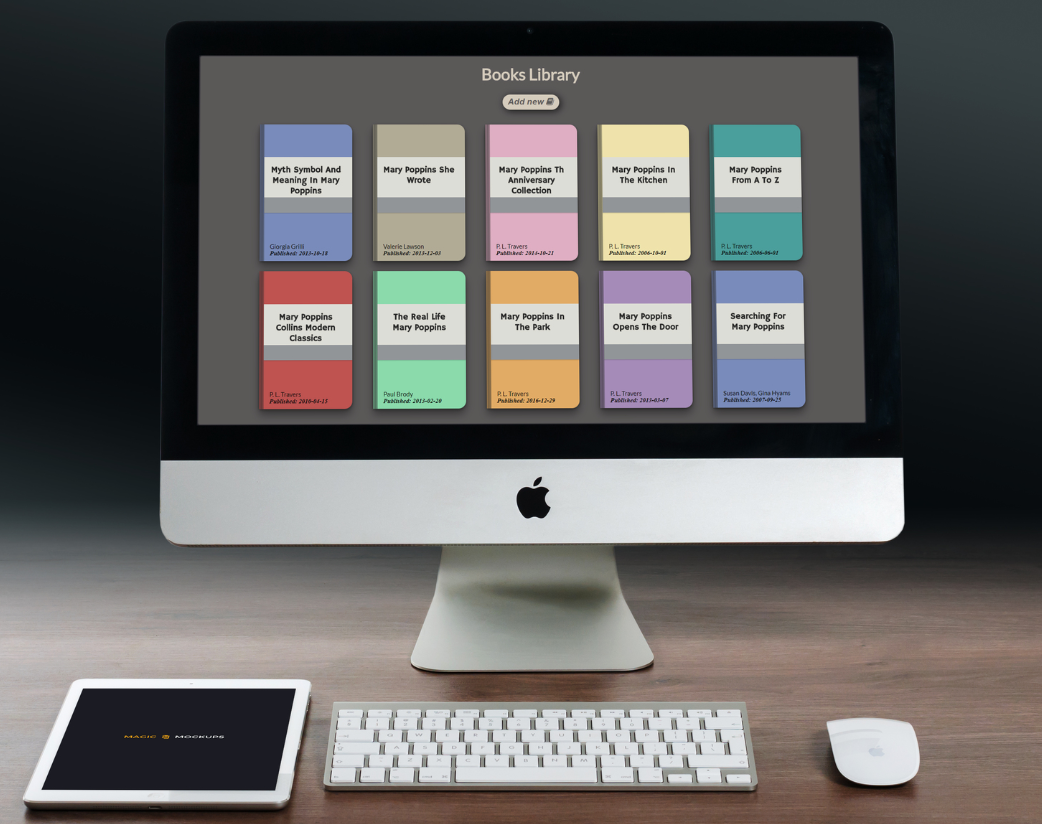 Books Library
Add new
Myth Symbol And
Meaning In Mary
Poppins
Giorgia Grilli
Published: 2013-10-18
Mary Poppins She
Wrote
Valerie Lawson
Published: 2013-12-03
Mary Poppins Th
Anniversary
Collection
P. L. Travers
Published: 2014-10-21
Mary Poppins In
The Kitchen
P. L. Travers
Published: 2006-10-01
Mary Poppins
From A To Z
P. L. Travers
Published: 2006-06-01
Mary Poppins
Collins Modern
Classics
P. L. Travers
Published:
The Real Life
Mary Poppins
Paul Brody
Published: 2013-02-20
Mary Poppins In
The Park
P. L. Travers
Published: 2016-12-29
Mary Poppins
Opens The Door
P. L. Travers
Published: 2013-03-07
Searching For
Mary Poppins
Susan Davis, Gina Hyams
Published: 2007-09-25
MAGIC MOCKUPS